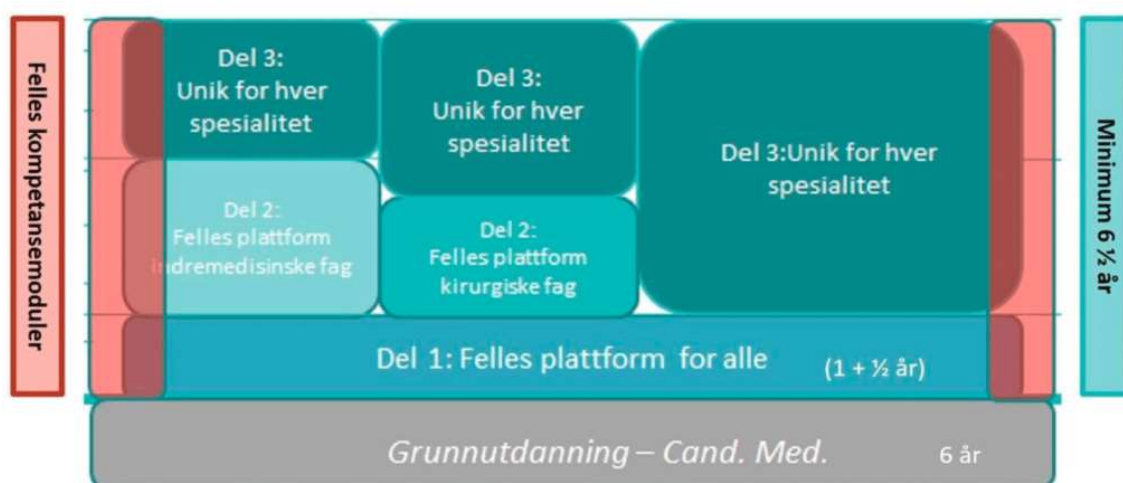 Felles kompetansemoduler
Del 3:
Unik for hver
spesialitet
Del 2:
Felles plattform
indremedisinske fag
Del 3:
Unik for hver
spesialitet
Del 2:
Felles plattform
kirurgiske fag
Del 3:Unik for hver
spesialitet
Del 1: Felles plattform for alle (1 + ½ år)
Grunnutdanning – Cand. Med. 6 år
Minimum 6 ½ år